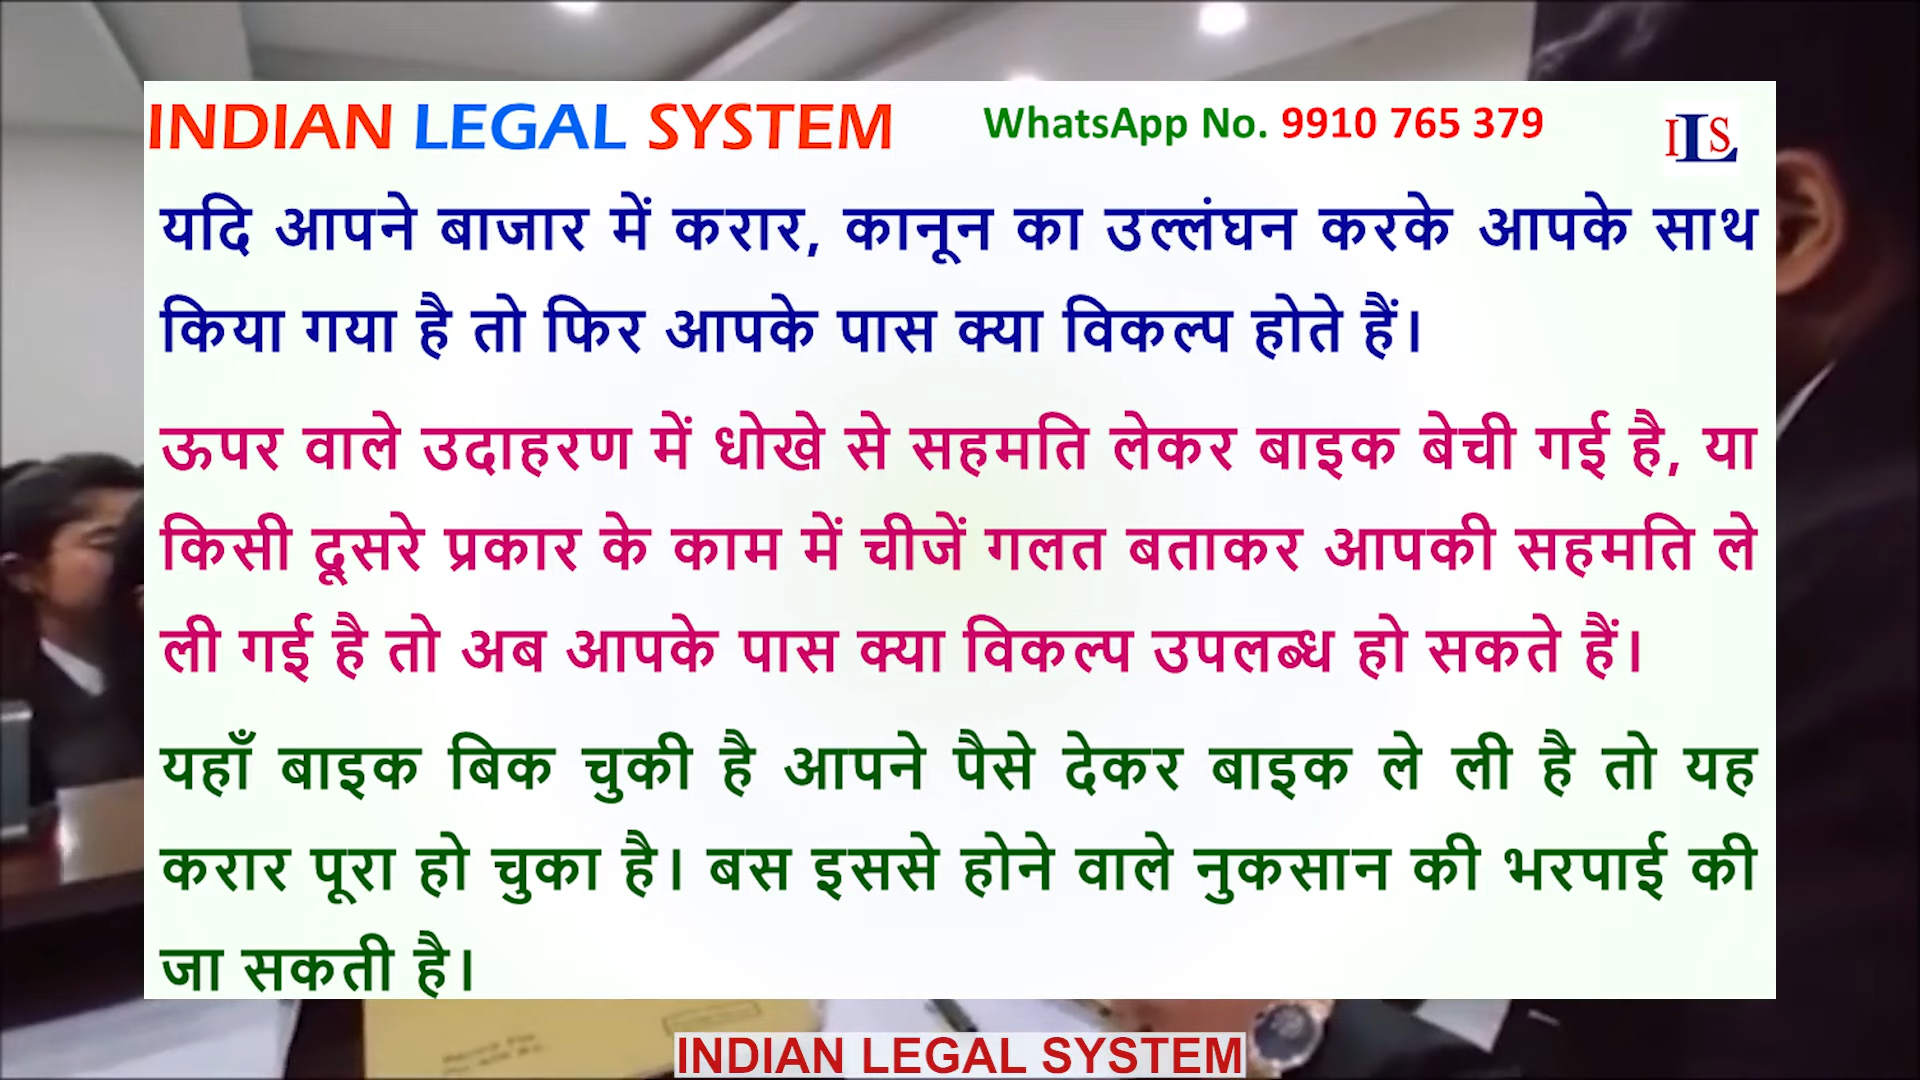 INDIAN LEGAL SYSTEM WhatsApp No. 9910 765 379 ILS
यदि आपने बाजार में करार, कानून का उल्लंघन करके आपके साथ
किया गया है तो फिर आपके पास क्या विकल्प होते हैं।
ऊपर वाले उदाहरण में धोखे से सहमति लेकर बाइक बेची गई है, या
किसी दूसरे प्रकार के काम में चीजें गलत बताकर आपकी सहमति ले
ली गई है तो अब आपके पास क्या विकल्प उपलब्ध हो सकते हैं।
यहाँ बाइक बिक चुकी है आपने पैसे देकर बाइक ले ली है तो यह
करार पूरा हो चुका है। बस इससे होने वाले नुकसान की भरपाई की
जा सकती है।
INDIAN LEGAL SYSTEM